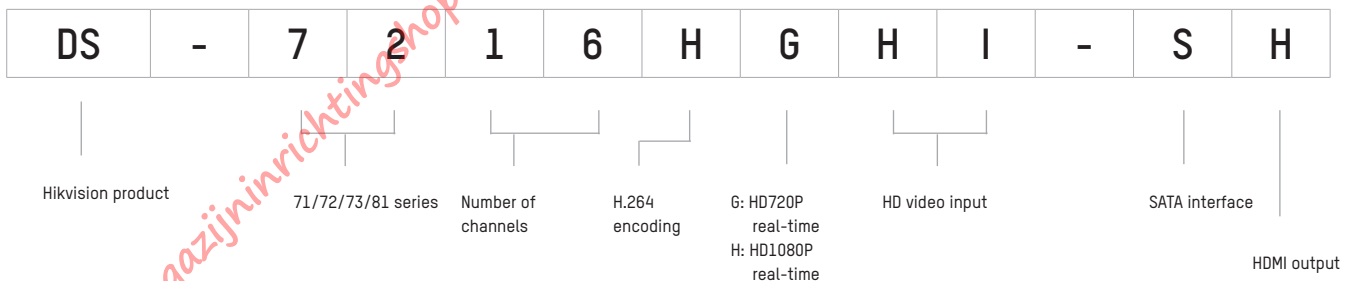 DS - 7 2 1 6 H G H I - S H
Hikvision product
71/72/73/81 series
Number of
channels
H.264
encoding
G: HD720P
real-time
H: HD1080P
real-time
HD video input
SATA interface
HDMI output
gazijninrichtingshop